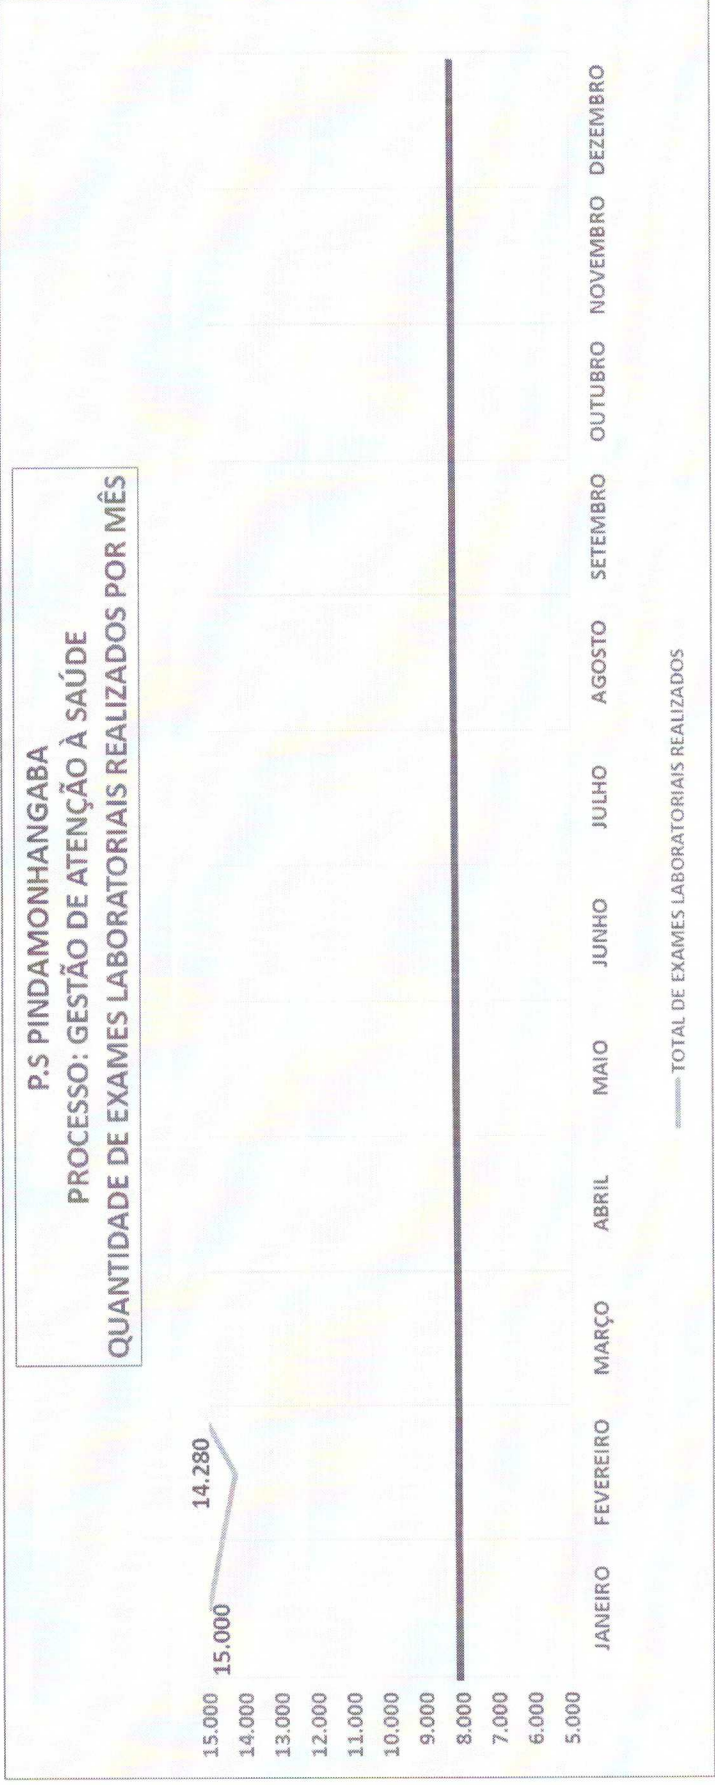 P.S PINDAMONHANGABA
PROCESSO: GESTÃO DE ATENÇÃO À SAÚDE
QUANTIDADE DE EXAMES LABORATORIAIS REALIZADOS POR MÊS
15.000
14.280
15.000
14.000
13.000
12.000
11.000
10.000
9.000
8.000
7.000
6.000
5.000
JANEIRO FEVEREIRO MARÇO ABRIL MAIO JUNHO JULHO AGOSTO SETEMBRO OUTUBRO NOVEMBRO DEZEMBRO
TOTAL DE EXAMES LABORATORIAIS REALIZADOS